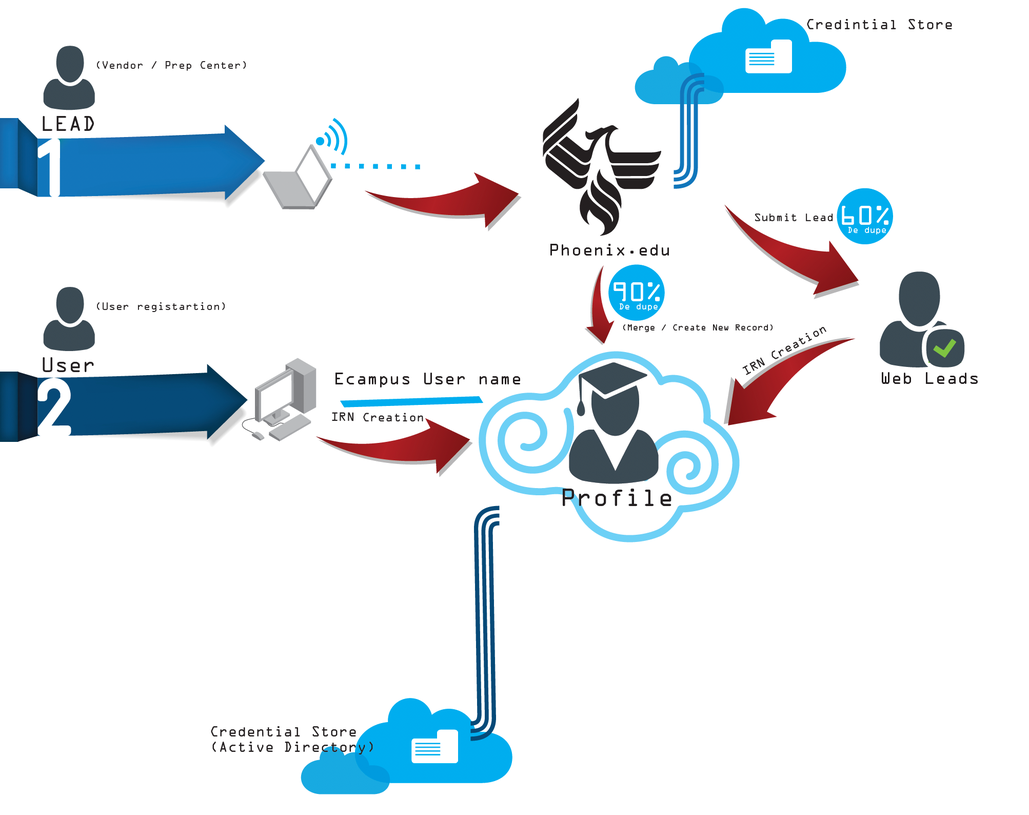 Credintial Store
(Vendor / Prep Center)
LEAD
1
Submit Lead
60%
De dupe
Phoenix.edu
90%
De dupe
(Merge / Create New Record)
(User registartion)
User
2
IRN Creation
Web Leads
Ecampus User name
IRN Creation
Profile
Credential Store
(Active Directory)